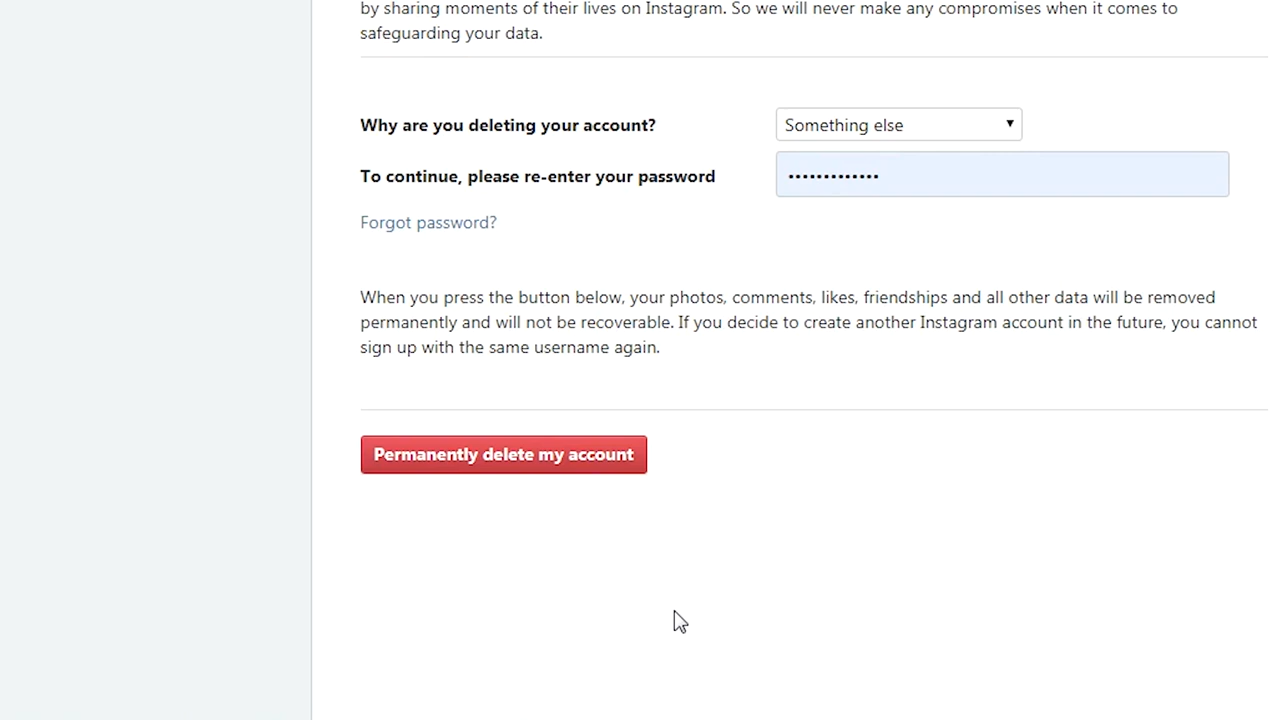 by sharing moments of their lives on Instagram. So we will never make any compromises when it comes to
safeguarding your data.
Why are you deleting your account?
Something else
To continue, please re-enter your password
•••••••••••••
Forgot password?
When you press the button below, your photos, comments, likes, friendships and all other data will be removed
permanently and will not be recoverable. If you decide to create another Instagram account in the future, you cannot
sign up with the same username again.
Permanently delete my account